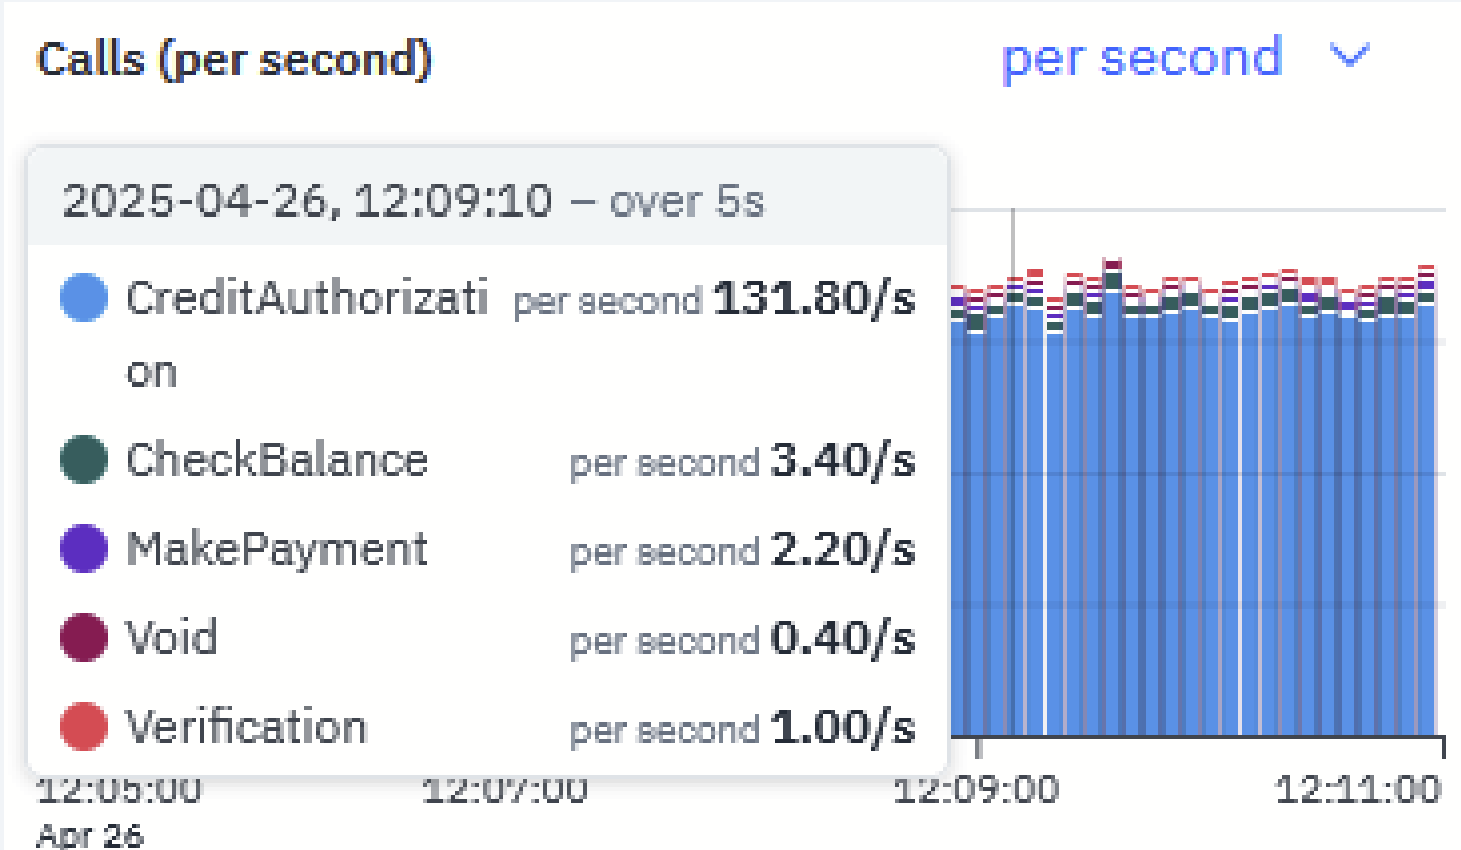 Calls (per second)
per second
2025-04-26, 12:09:10 – over 5s
CreditAuthorizati per second 131.80/s
on
CheckBalance per second 3.40/s
MakePayment per second 2.20/s
Void per second 0.40/s
Verification per second 1.00/s
12:05:00 12:07:00 12:09:00 12:11:00
Apr 26